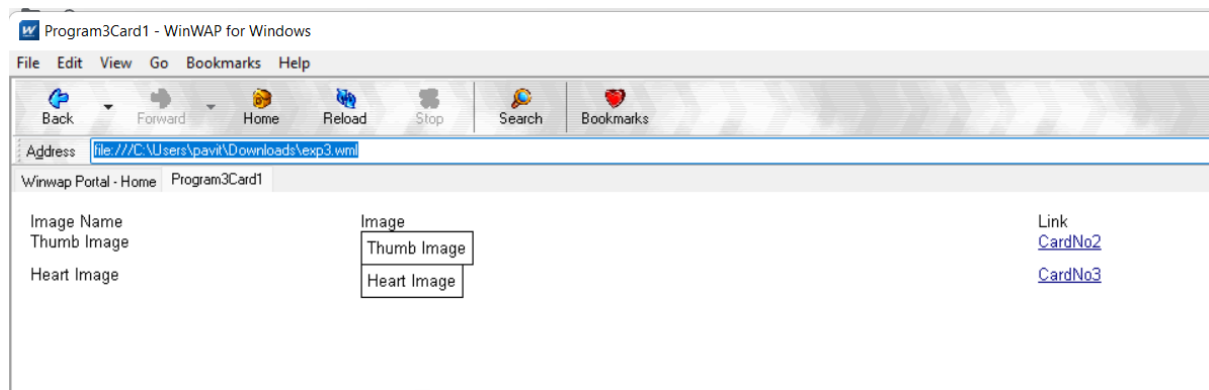 Program3Card1 - WinWAP for Windows
File Edit View Go Bookmarks Help
Back Forward Home Reload Stop Search Bookmarks
Address file:///C:\Users\pavit\Downloads\exp3.wml
Winwap Portal - Home Program3Card1
Image Name Image Link
Thumb Image Thumb Image CardNo2
Heart Image Heart Image CardNo3